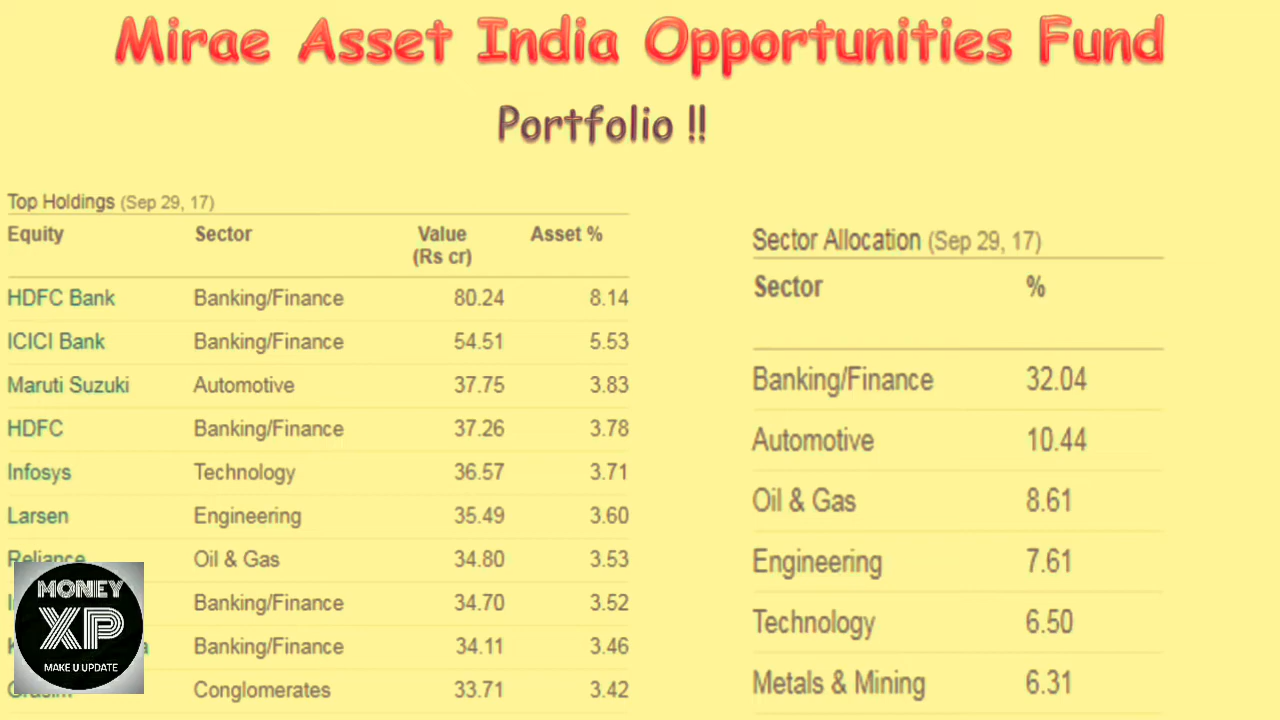 Mirae Asset India Opportunities Fund
Portfolio !!
Top Holdings (Sep 29, 17)
Equity Sector Value (Rs cr) Asset %
HDFC Bank Banking/Finance 80.24 8.14
ICICI Bank Banking/Finance 54.51 5.53
Maruti Suzuki Automotive 37.75 3.83
HDFC Banking/Finance 37.26 3.78
Infosys Technology 36.57 3.71
Larsen Engineering 35.49 3.60
Reliance Oil & Gas 34.80 3.53
Banking/Finance 34.70 3.52
Banking/Finance 34.11 3.46
Grasim Conglomerates 33.71 3.42
Sector Allocation (Sep 29, 17)
Sector %
Banking/Finance 32.04
Automotive 10.44
Oil & Gas 8.61
Engineering 7.61
Technology 6.50
Metals & Mining 6.31
MONEY
XP
MAKE U UPDATE